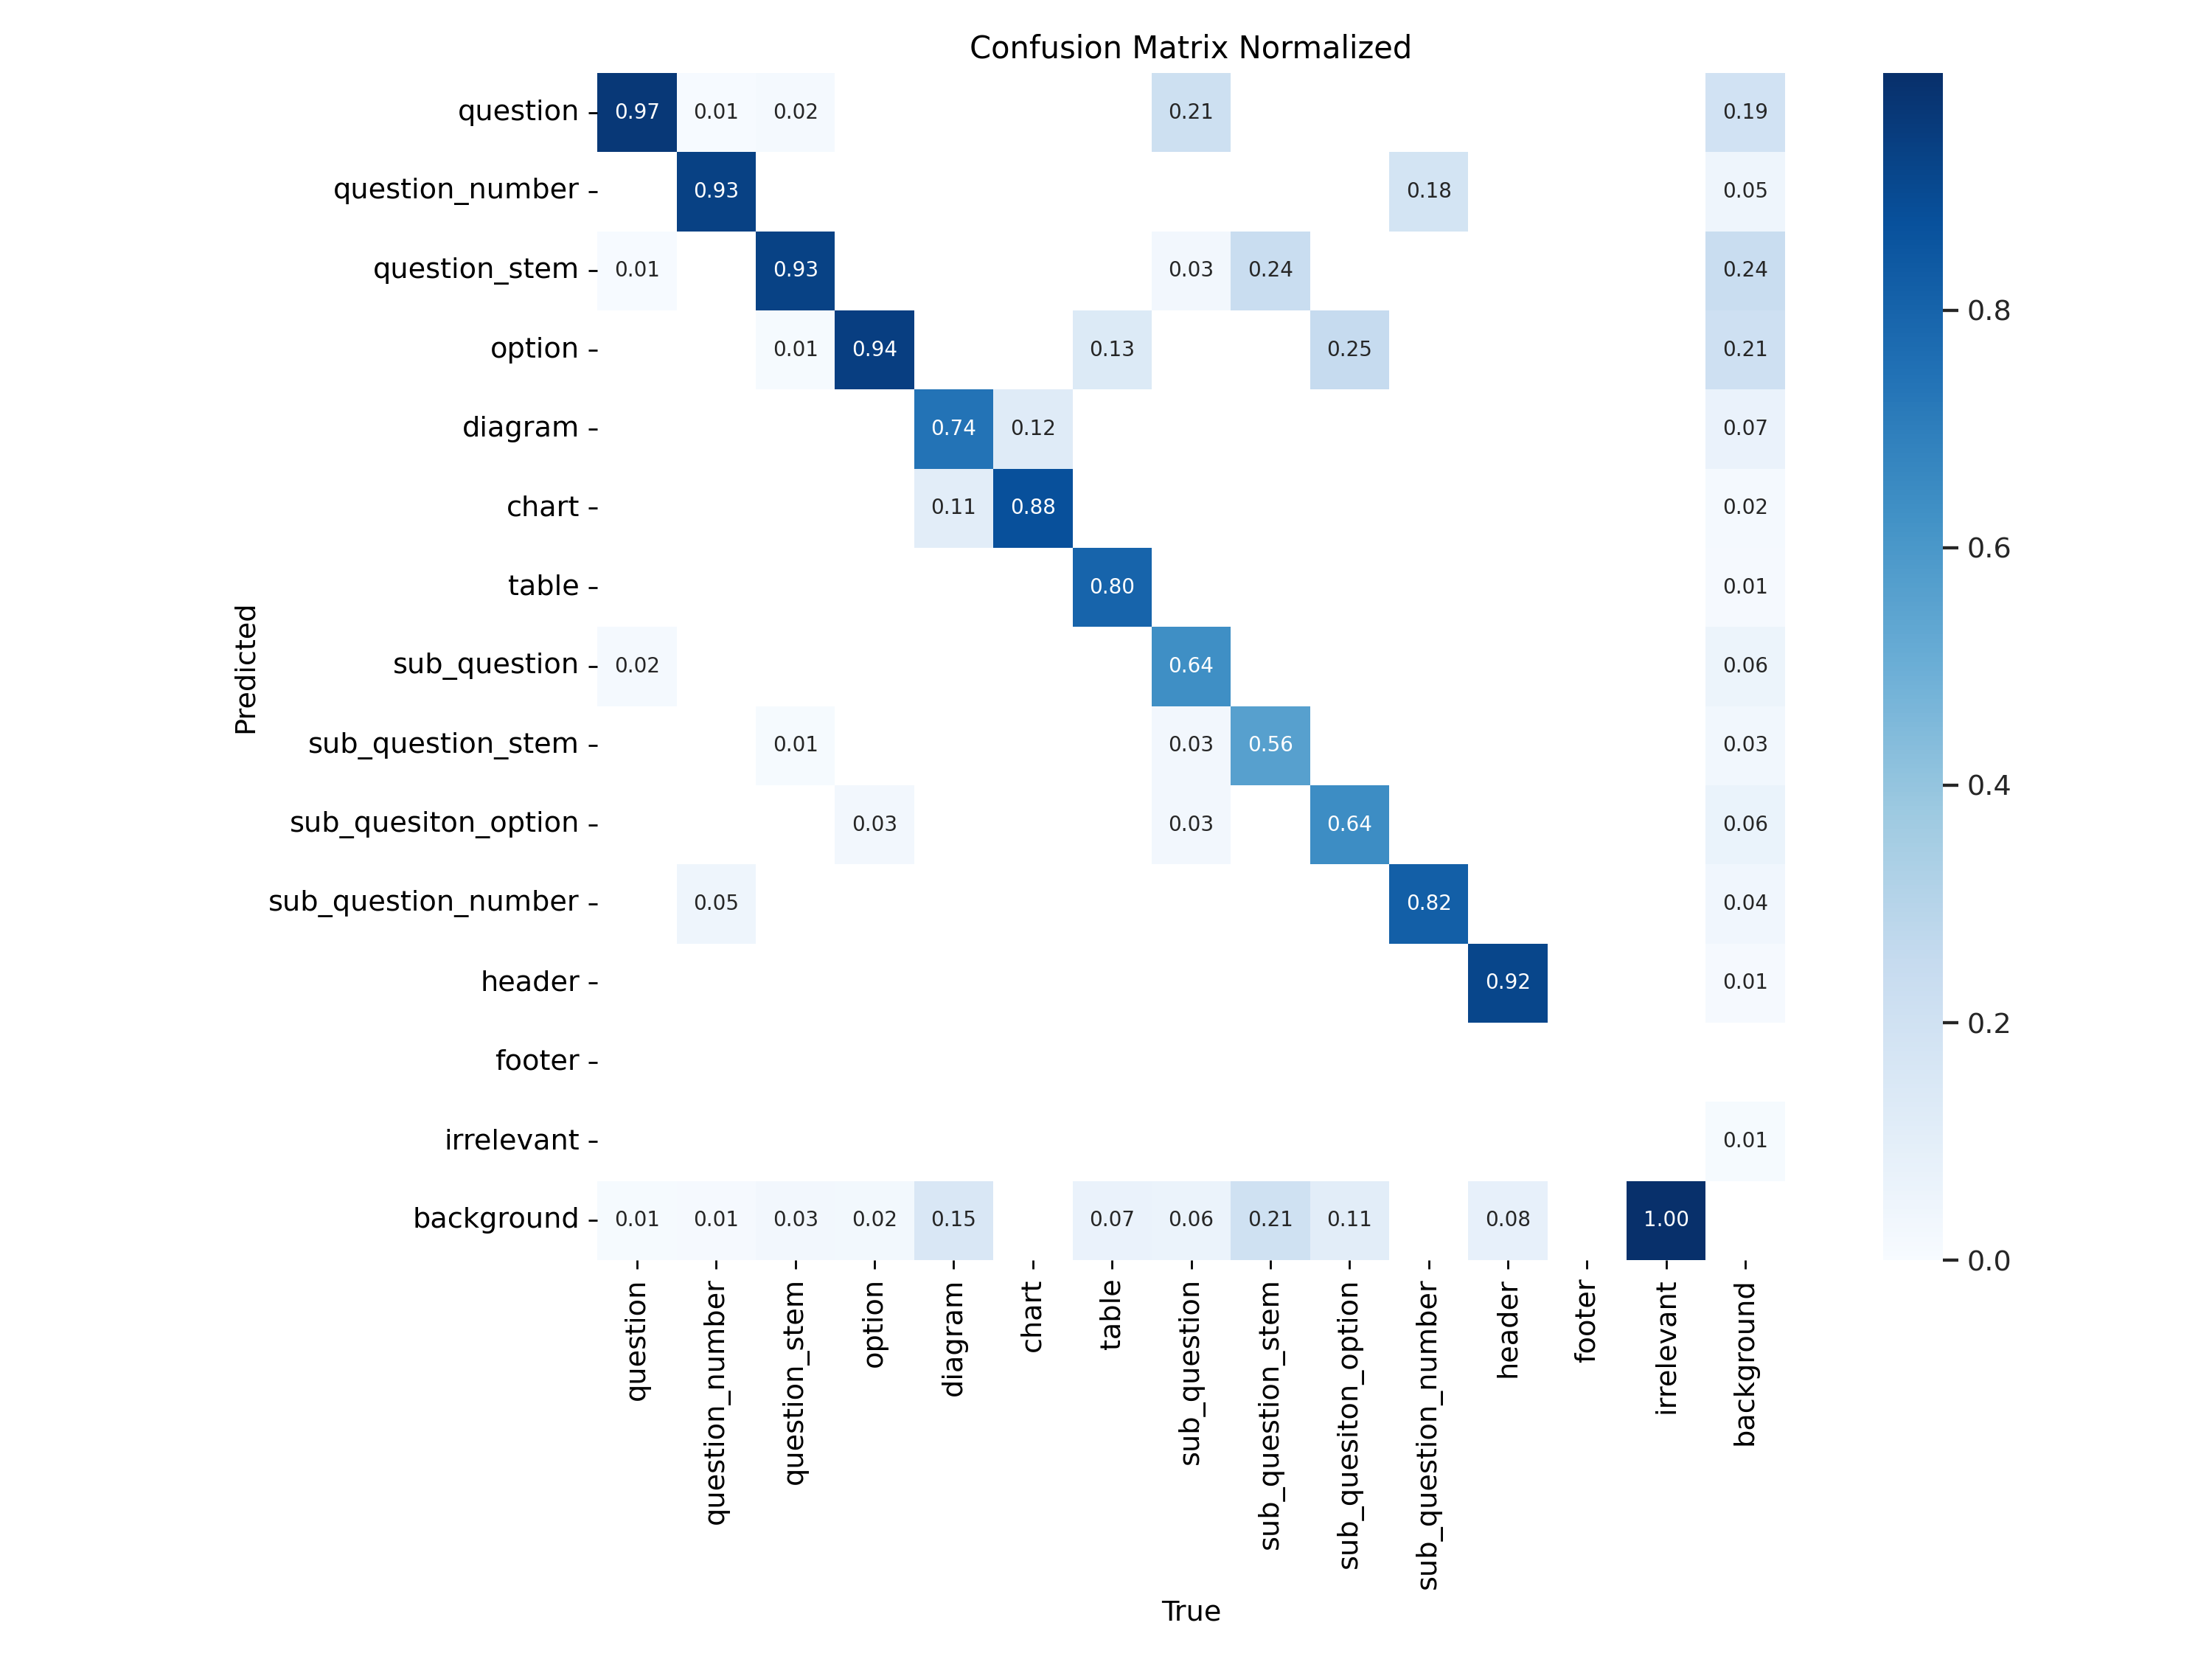 Confusion Matrix Normalized
question 0.97 0.01 0.02 0.21 0.19
question_number 0.93 0.18 0.05
question_stem 0.01 0.93 0.03 0.24 0.24
option 0.01 0.94 0.13 0.25 0.21
diagram 0.74 0.12 0.07
chart 0.11 0.88 0.02
table 0.80 0.01
sub_question 0.02 0.64 0.06
sub_question_stem 0.01 0.03 0.56 0.03
sub_quesiton_option 0.03 0.03 0.64 0.06
sub_question_number 0.05 0.82 0.04
header 0.92 0.01
footer
irrelevant 0.01
background 0.01 0.01 0.03 0.02 0.15 0.07 0.06 0.21 0.11 0.08 1.00
Predicted
question question_number question_stem option diagram chart table sub_question sub_question_stem sub_quesiton_option sub_question_number header footer irrelevant background
True
0.8
0.6
0.4
0.2
0.0